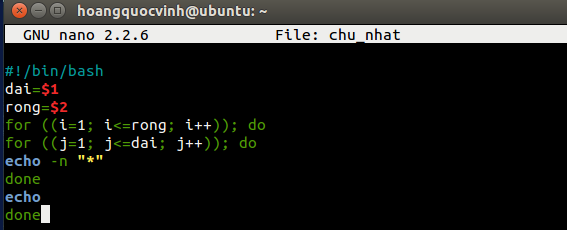 hoangquocvinh@ubuntu: ~
GNU nano 2.2.6 File: chu_nhat
#!/bin/bash
dai=$1
rong=$2
for ((i=1; i<=rong; i++)); do
for ((j=1; j<=dai; j++)); do
echo -n "*"
done
echo
done